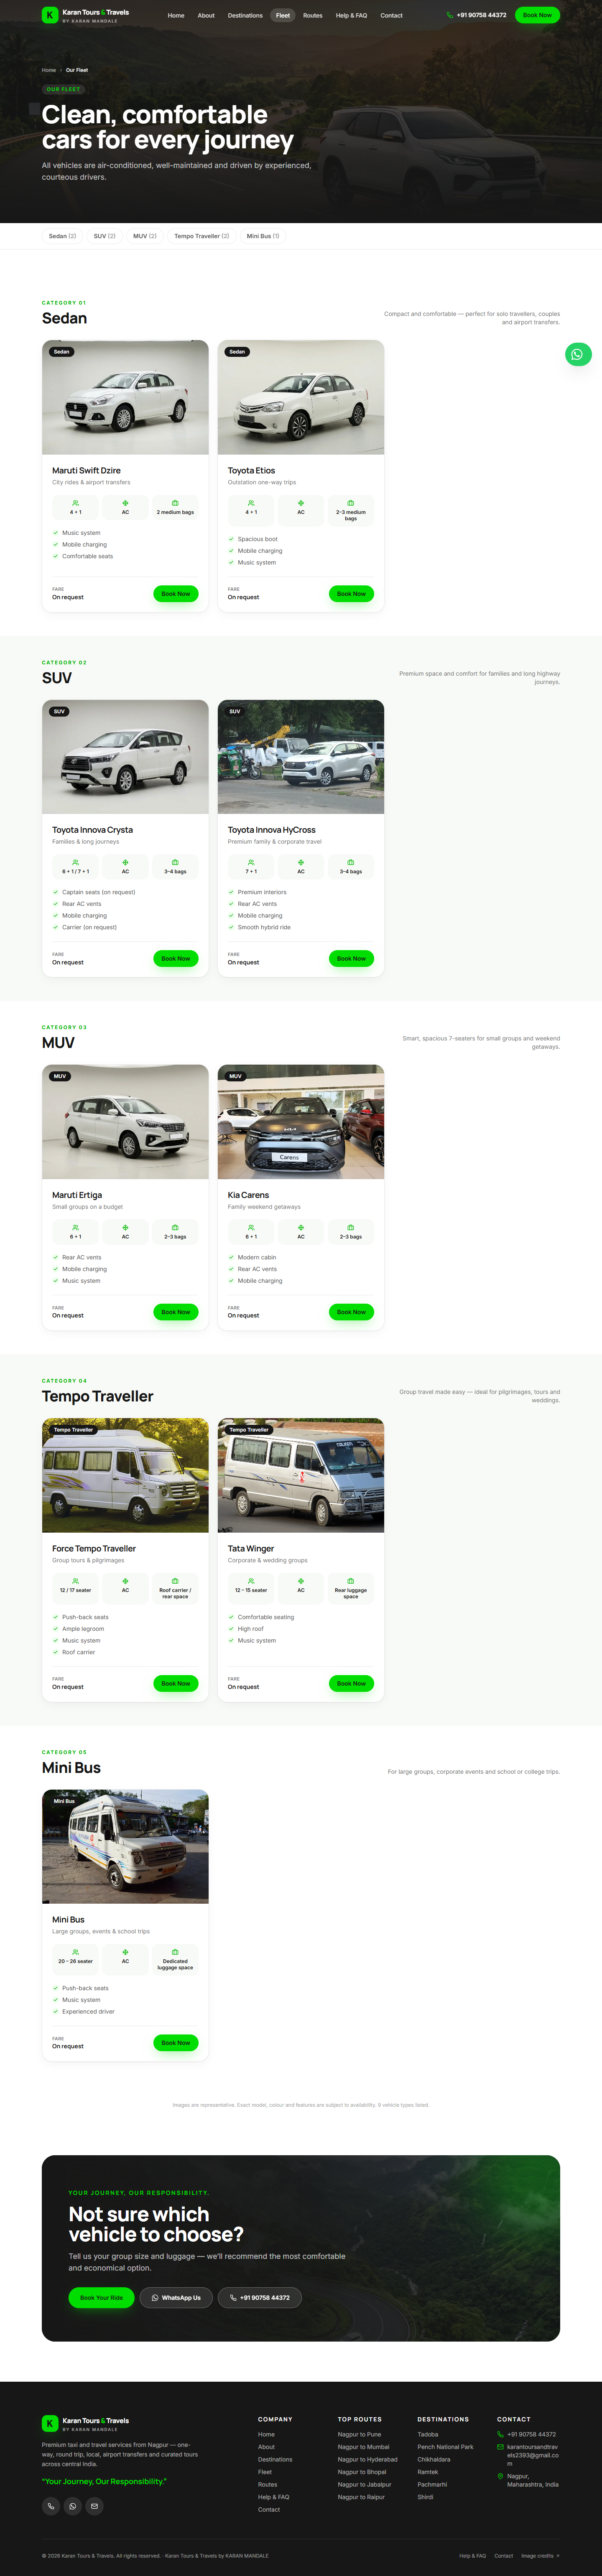 K
Karan Tours & Travels
BY KARAN MANDALE
Home
About
Destinations
Fleet
Routes
Help & FAQ
Contact
+91 90758 44372
Book Now
Home › Our Fleet
OUR FLEET
Clean, comfortable
cars for every journey
All vehicles are air-conditioned, well-maintained and driven by experienced,
courteous drivers.
Sedan (2)
SUV (2)
MUV (2)
Tempo Traveller (2)
Mini Bus (1)
CATEGORY 01
Sedan
Compact and comfortable — perfect for solo travellers, couples
and airport transfers.
Sedan
Maruti Swift Dzire
City rides & airport transfers
4 + 1
AC
2 medium bags
Music system
Mobile charging
Comfortable seats
FARE
On request
Book Now
Sedan
Toyota Etios
Outstation one-way trips
4 + 1
AC
2–3 medium
bags
Spacious boot
Mobile charging
Music system
FARE
On request
Book Now
CATEGORY 02
SUV
Premium space and comfort for families and long highway
journeys.
SUV
Toyota Innova Crysta
Families & long journeys
6 + 1 / 7 + 1
AC
3–4 bags
Captain seats (on request)
Rear AC vents
Mobile charging
Carrier (on request)
FARE
On request
Book Now
SUV
Toyota Innova HyCross
Premium family & corporate travel
7 + 1
AC
3–4 bags
Premium interiors
Rear AC vents
Mobile charging
Smooth hybrid ride
FARE
On request
Book Now
CATEGORY 03
MUV
Smart, spacious 7-seaters for small groups and weekend
getaways.
MUV
Maruti Ertiga
Small groups on a budget
6 + 1
AC
2–3 bags
Rear AC vents
Mobile charging
Music system
FARE
On request
Book Now
MUV
Carens
Kia Carens
Family weekend getaways
6 + 1
AC
2–3 bags
Modern cabin
Rear AC vents
Mobile charging
FARE
On request
Book Now
CATEGORY 04
Tempo Traveller
Group travel made easy — ideal for pilgrimages, tours and
weddings.
Tempo Traveller
Force Tempo Traveller
Group tours & pilgrimages
12 / 17 seater
AC
Roof carrier /
rear space
Push-back seats
Ample legroom
Music system
Roof carrier
FARE
On request
Book Now
Tempo Traveller
Tata Winger
Corporate & wedding groups
12 – 15 seater
AC
Rear luggage
space
Comfortable seating
High roof
Music system
FARE
On request
Book Now
CATEGORY 05
Mini Bus
For large groups, corporate events and school or college trips.
Mini Bus
Mini Bus
Large groups, events & school trips
20 – 26 seater
AC
Dedicated
luggage space
Push-back seats
Music system
Experienced driver
FARE
On request
Book Now
Images are representative. Exact model, colour and features are subject to availability. 9 vehicle types listed.
YOUR JOURNEY, OUR RESPONSIBILITY.
Not sure which
vehicle to choose?
Tell us your group size and luggage — we'll recommend the most comfortable
and economical option.
Book Your Ride
WhatsApp Us
+91 90758 44372
K
Karan Tours & Travels
BY KARAN MANDALE
Premium taxi and travel services from Nagpur — one-
way, round trip, local, airport transfers and curated tours
across central India.
"Your Journey, Our Responsibility."
COMPANY
Home
About
Destinations
Fleet
Routes
Help & FAQ
Contact
TOP ROUTES
Nagpur to Pune
Nagpur to Mumbai
Nagpur to Hyderabad
Nagpur to Bhopal
Nagpur to Jabalpur
Nagpur to Raipur
DESTINATIONS
Tadoba
Pench National Park
Chikhaldara
Ramtek
Pachmarhi
Shirdi
CONTACT
+91 90758 44372
karantoursandtrav
els2393@gmail.co
m
Nagpur,
Maharashtra, India
© 2026 Karan Tours & Travels. All rights reserved. · Karan Tours & Travels by KARAN MANDALE
Help & FAQ
Contact
Image credits